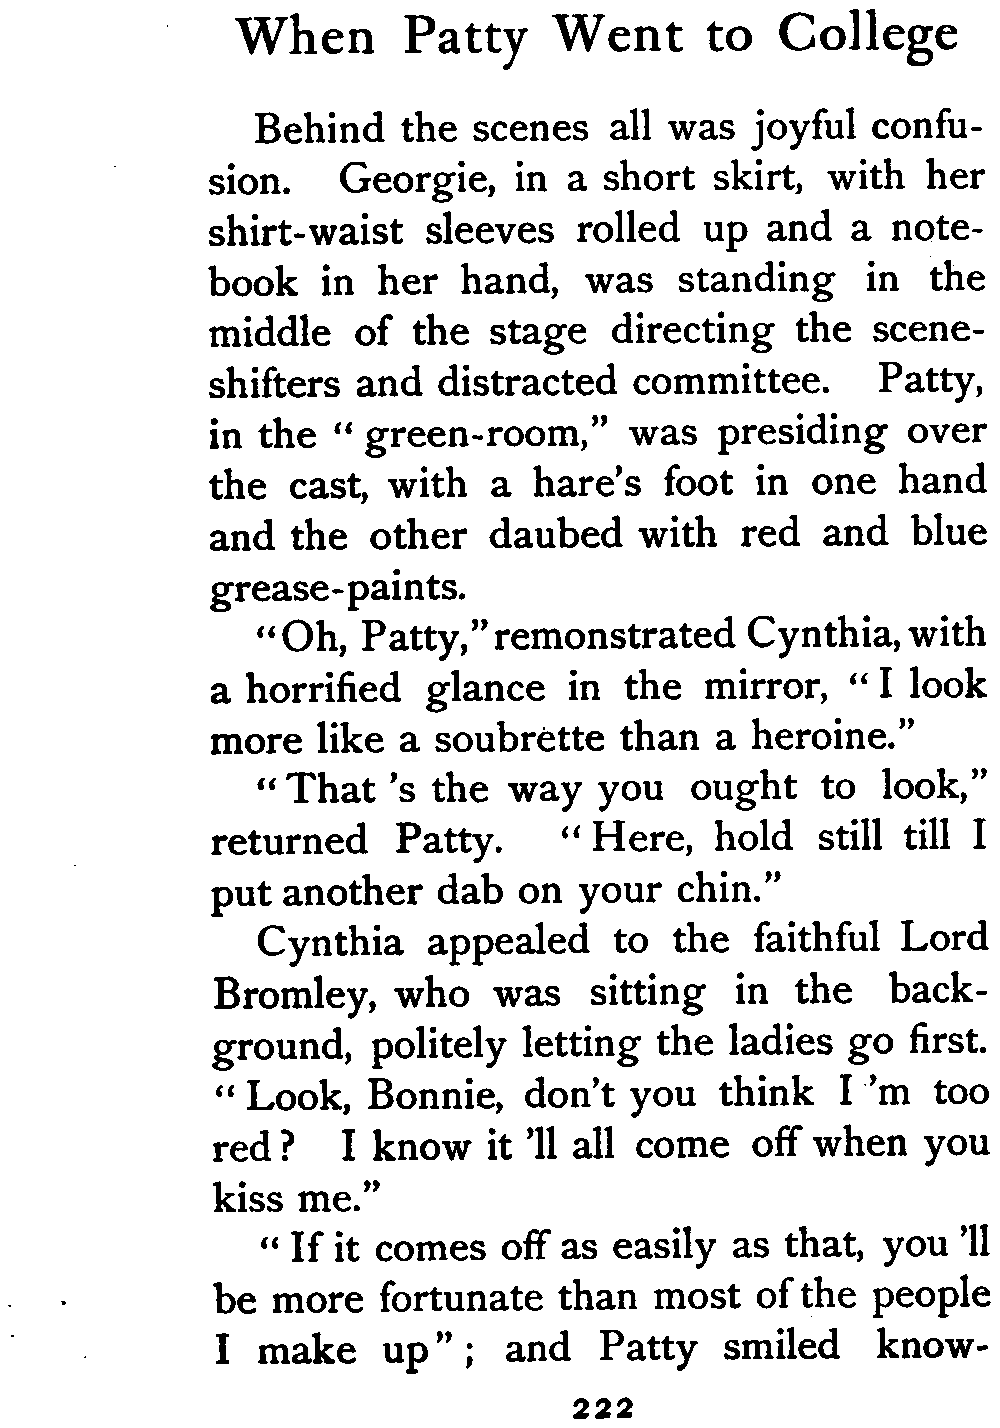 When Patty Went to College
Behind the scenes all was joyful confu-
sion. Georgie, in a short skirt, with her
shirt-waist sleeves rolled up and a note-
book in her hand, was standing in the
middle of the stage directing the scene-
shifters and distracted committee. Patty,
in the "green-room," was presiding over
the cast, with a hare's foot in one hand
and the other daubed with red and blue
grease-paints.
"Oh, Patty," remonstrated Cynthia, with
a horrified glance in the mirror, "I look
more like a soubrette than a heroine."
"That 's the way you ought to look,"
returned Patty. "Here, hold still till I
put another dab on your chin."
Cynthia appealed to the faithful Lord
Bromley, who was sitting in the back-
ground, politely letting the ladies go first.
"Look, Bonnie, don't you think I 'm too
red? I know it 'll all come off when you
kiss me."
"If it comes off as easily as that, you 'll
be more fortunate than most of the people
I make up"; and Patty smiled know-
222